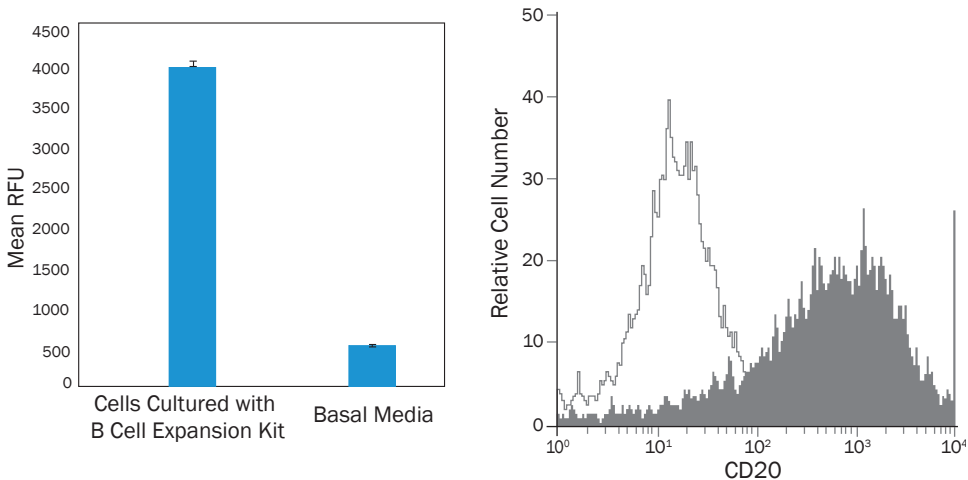 4500
4000
3500
3000
2500
2000
1500
1000
500
0
Mean RFU
Cells Cultured with
B Cell Expansion Kit
Basal Media
50
40
30
20
10
0
Relative Cell Number
10⁰ 10¹ 10² 10³ 10⁴
CD20